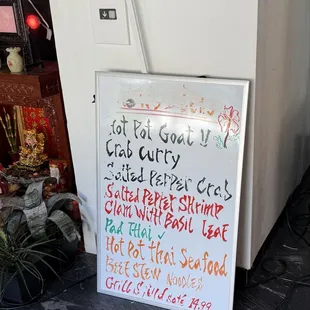 Hot Pot Goat !!
Crab Curry
Salted Pepper Crab
Salted Pepper Shrimp
Clam With Basil Leaf
Pad Thai ✓
Hot Pot Thai Seafood
Beef Stew Noodles
Grill